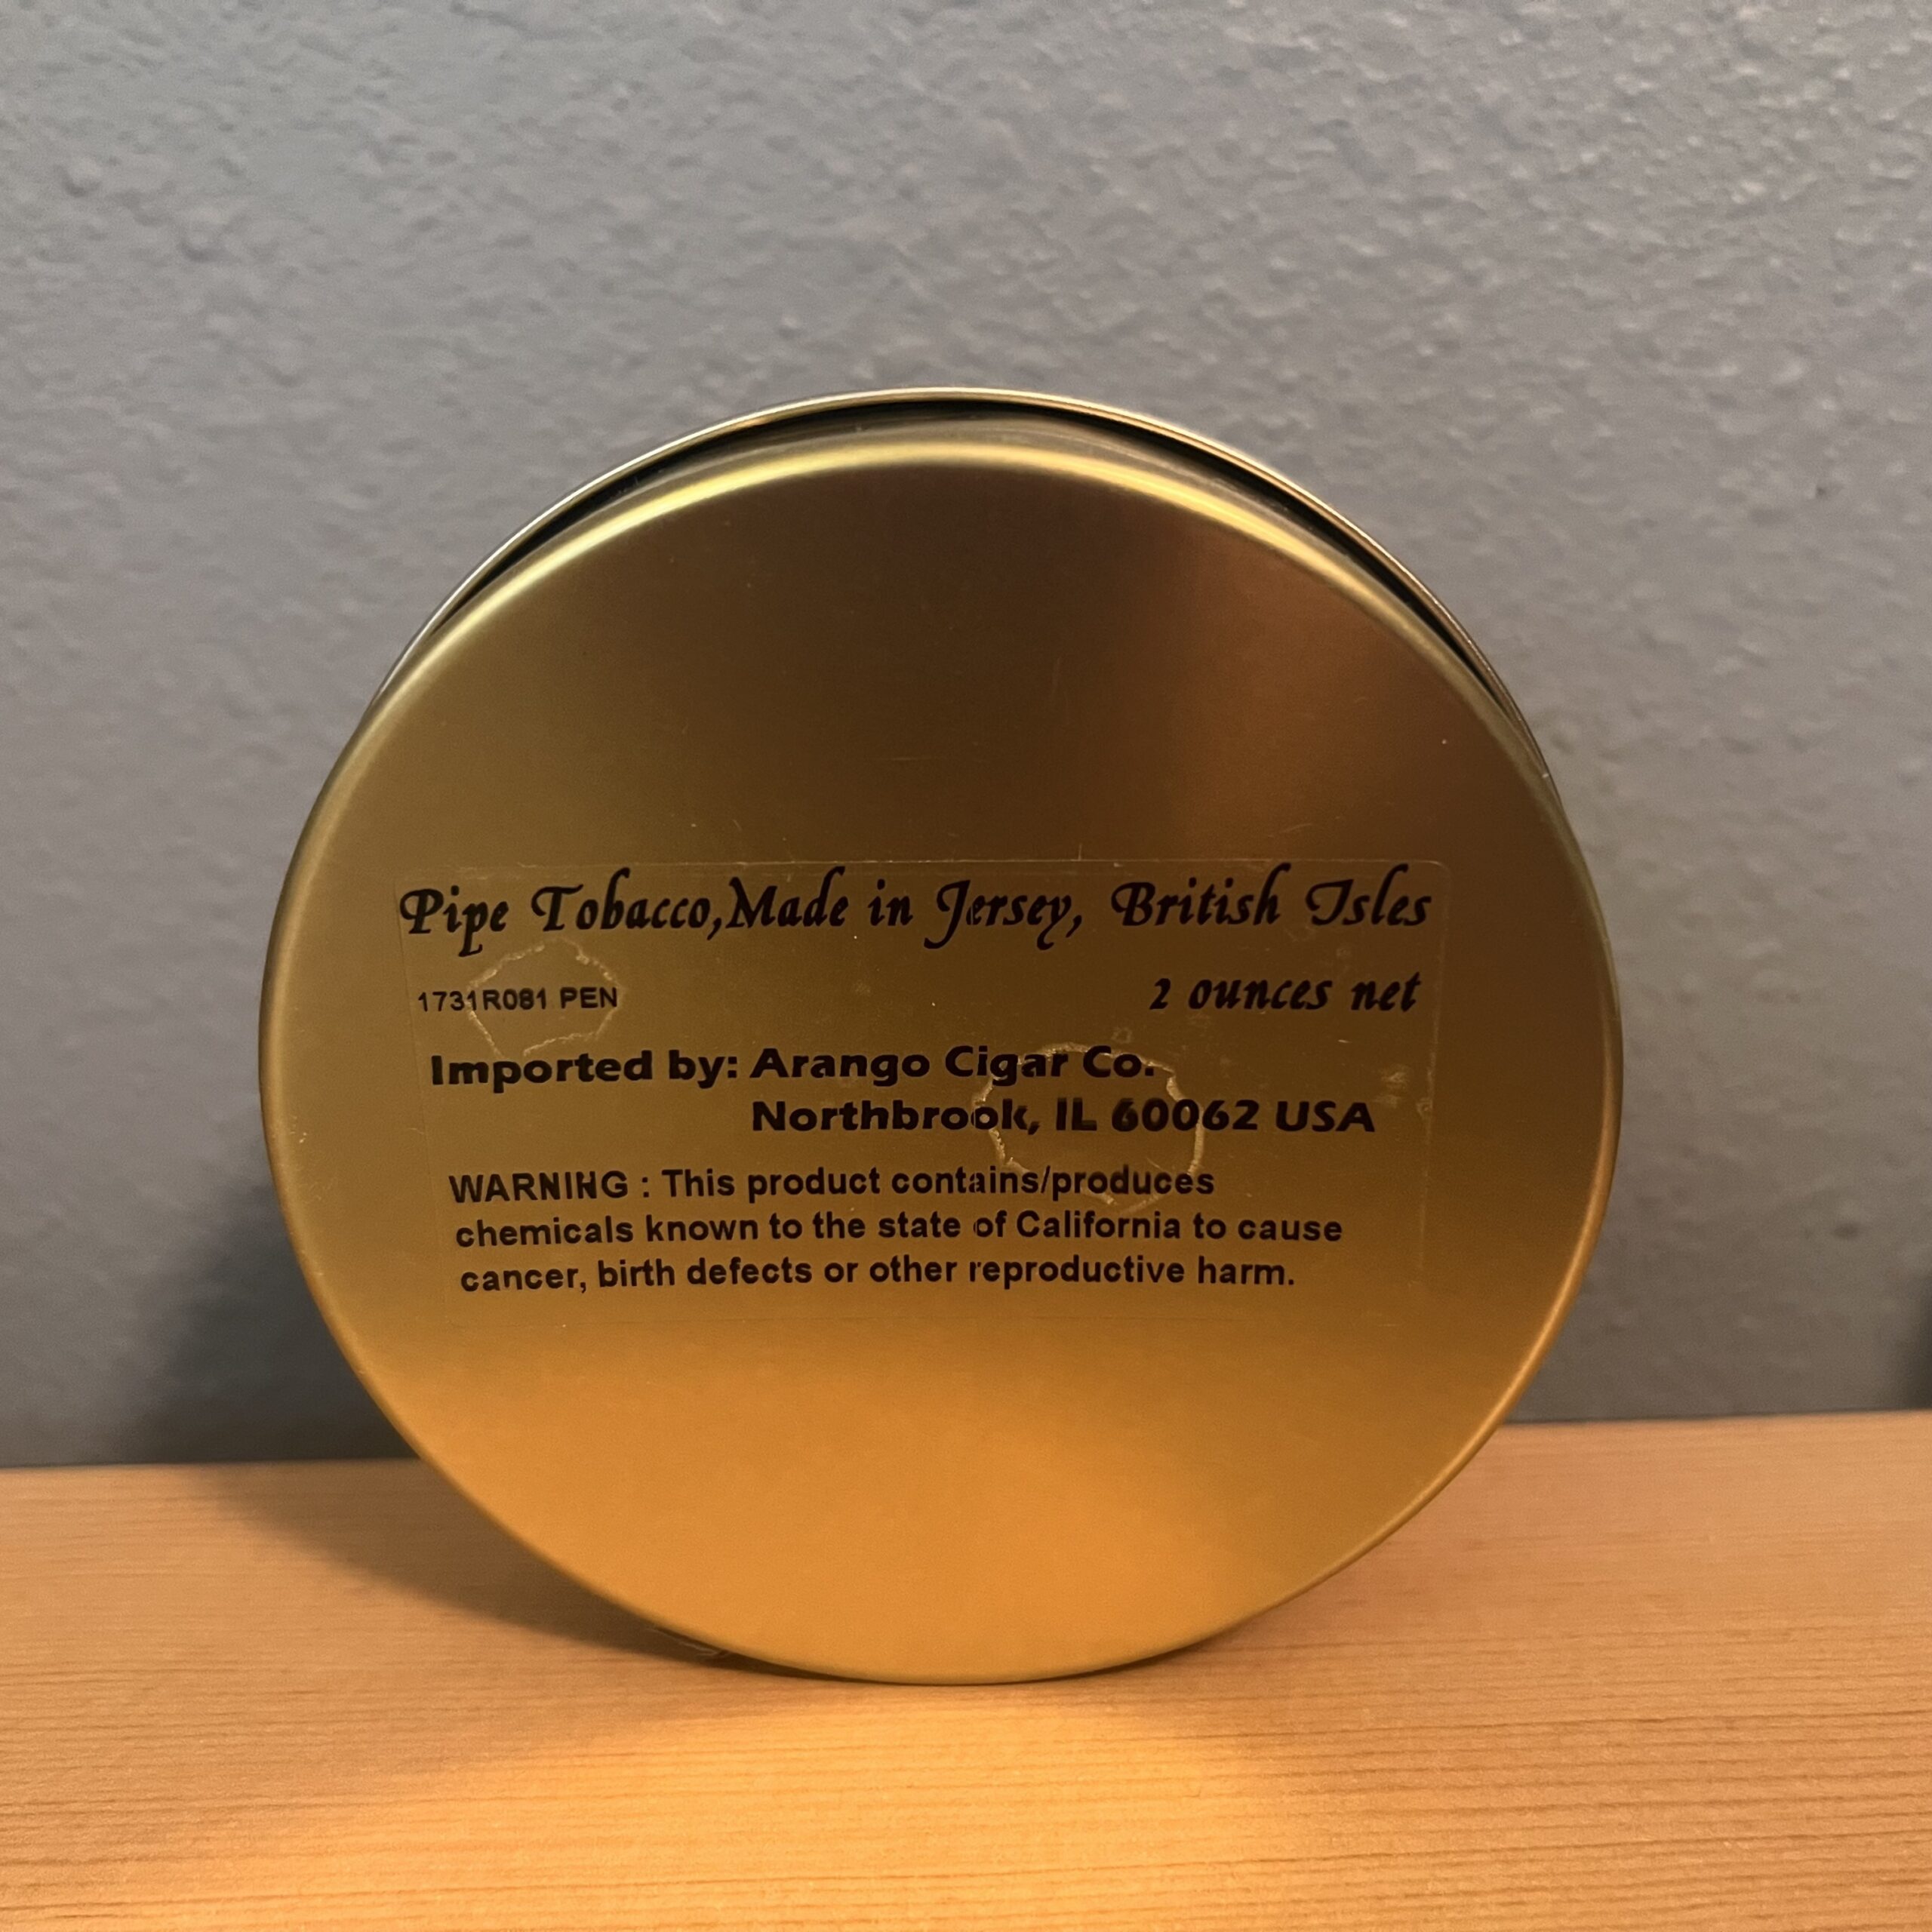 Pipe Tobacco,Made in Jersey, British Isles
1731R081 PEN 2 ounces net
Imported by: Arango Cigar Co.
Northbrook, IL 60062 USA
WARNING : This product contains/produces
chemicals known to the state of California to cause
cancer, birth defects or other reproductive harm.